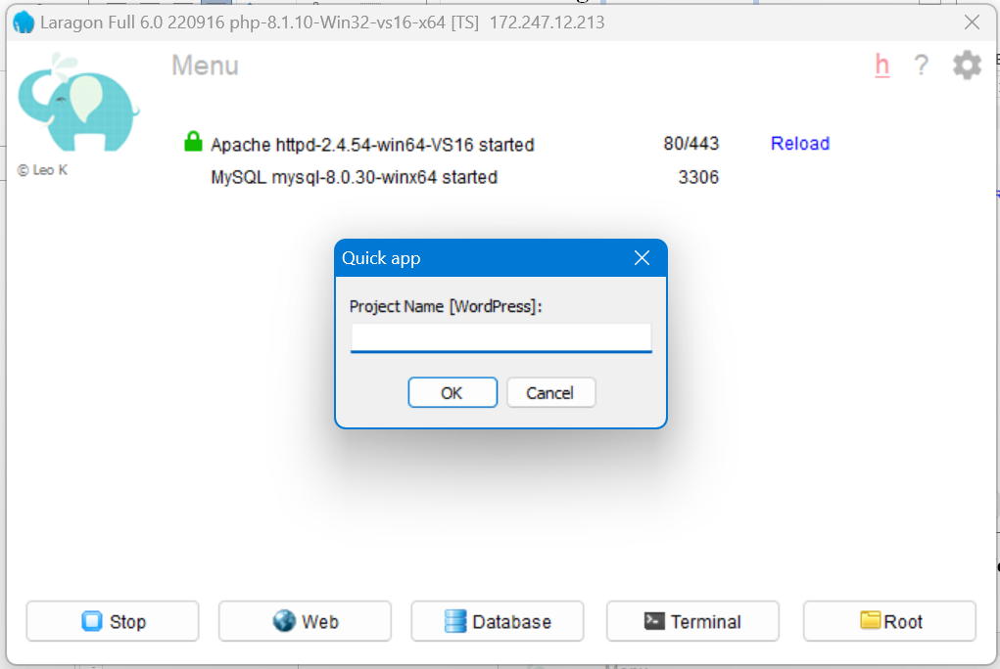 Laragon Full 6.0 220916 php-8.1.10-Win32-vs16-x64 [TS] 172.247.12.213
Menu h ?
Apache httpd-2.4.54-win64-VS16 started 80/443 Reload
© Leo K
MySQL mysql-8.0.30-winx64 started 3306
Quick app
Project Name [WordPress]:
OK Cancel
Stop Web Database Terminal Root